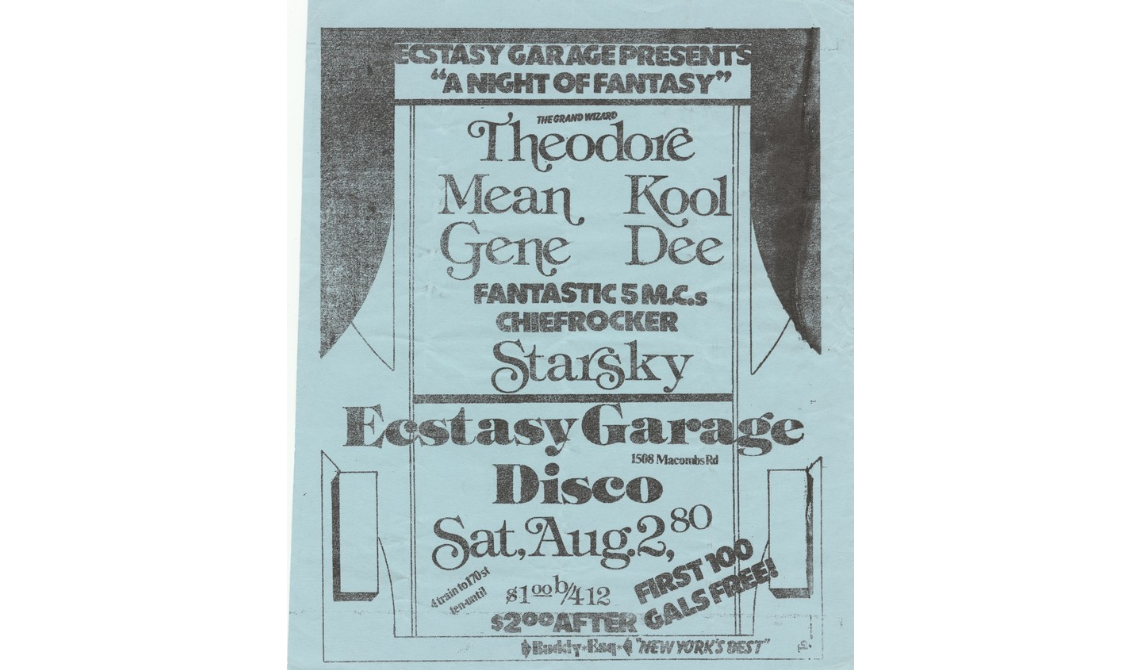 ECSTASY GARAGE PRESENTS
“A NIGHT OF FANTASY”
THE GRAND WIZARD
Theodore
Mean Gene
Kool Dee
FANTASTIC 5 M.C.s
CHIEFROCKER
Starsky
Ecstasy Garage
1508 Macombs Rd
Disco
Sat, Aug. 2, 80
4 train to 170 st
ten-until
$1 00 b/4 12
FIRST 100
GALS FREE!
$2 00 AFTER
Buddy-Esq- "NEW YORK'S BEST"